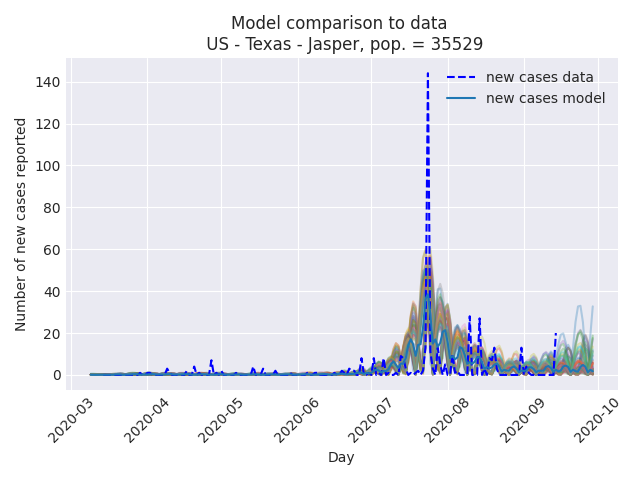 Model comparison to data
US - Texas - Jasper, pop. = 35529
new cases data
new cases model
Number of new cases reported
140
120
100
80
60
40
20
0
2020-03
2020-04
2020-05
2020-06
2020-07
2020-08
2020-09
2020-10
Day